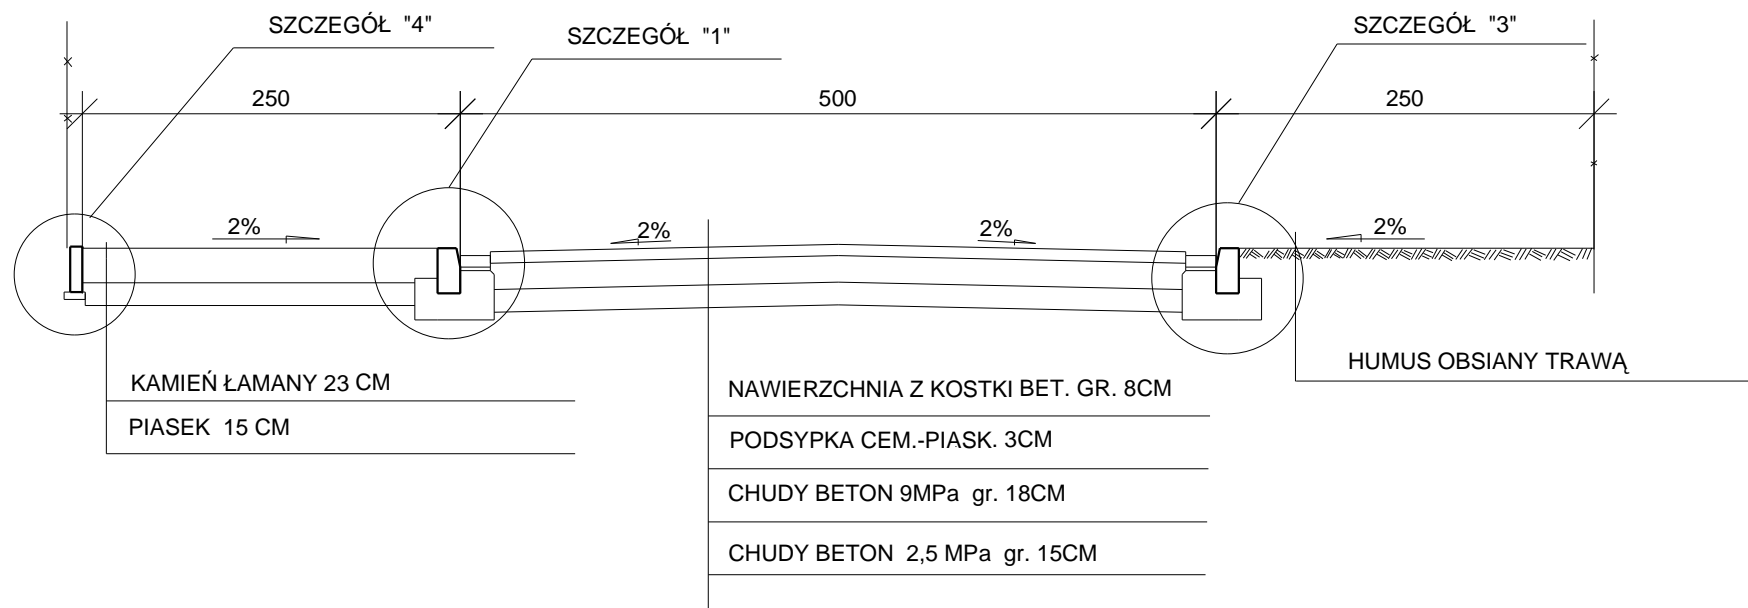 SZCZEGÓŁ "4"
SZCZEGÓŁ "1"
SZCZEGÓŁ "3"
250
500
250
2%
2%
2%
2%
KAMIEŃ ŁAMANY 23 CM
PIASEK 15 CM
NAWIERZCHNIA Z KOSTKI BET. GR. 8CM
PODSYPKA CEM.-PIASK. 3CM
CHUDY BETON 9MPa gr. 18CM
CHUDY BETON 2,5 MPa gr. 15CM
HUMUS OBSIANY TRAWĄ